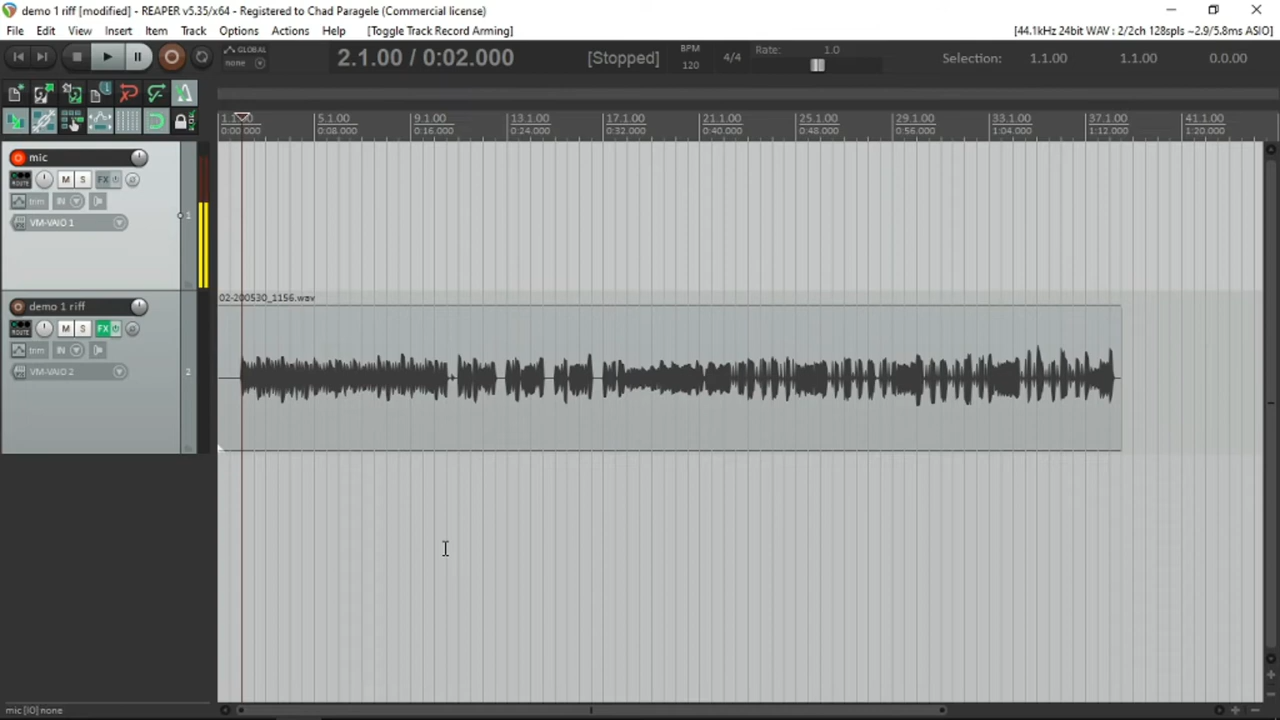 demo 1 riff [modified] - REAPER v5.35/x64 - Registered to Chad Paragele (Commercial license)
File Edit View Insert Item Track Options Actions Help [Toggle Track Record Arming] [44.1kHz 24bit WAV : 2/2ch 128spls ~2.9/5.8ms ASIO]
GLOBAL
none
2.1.00 / 0:02.000
[Stopped]
BPM
120
4/4
Rate: 1.0
Selection: 1.1.00 1.1.00 0.0.00
5.1.00 9.1.00 13.1.00 17.1.00 21.1.00 25.1.00 29.1.00 33.1.00 37.1.00 41.1.00
0:08.000 0:16.000 0:24.000 0:32.000 0:40.000 0:48.000 0:56.000 1:04.000 1:12.000 1:20.000
mic
ROUTE M S FX
trim IN
VM-VAIO 1
1
02-200530_1156.wav
demo 1 riff
ROUTE M S FX
trim IN
VM-VAIO 2
2
mic [IO] none